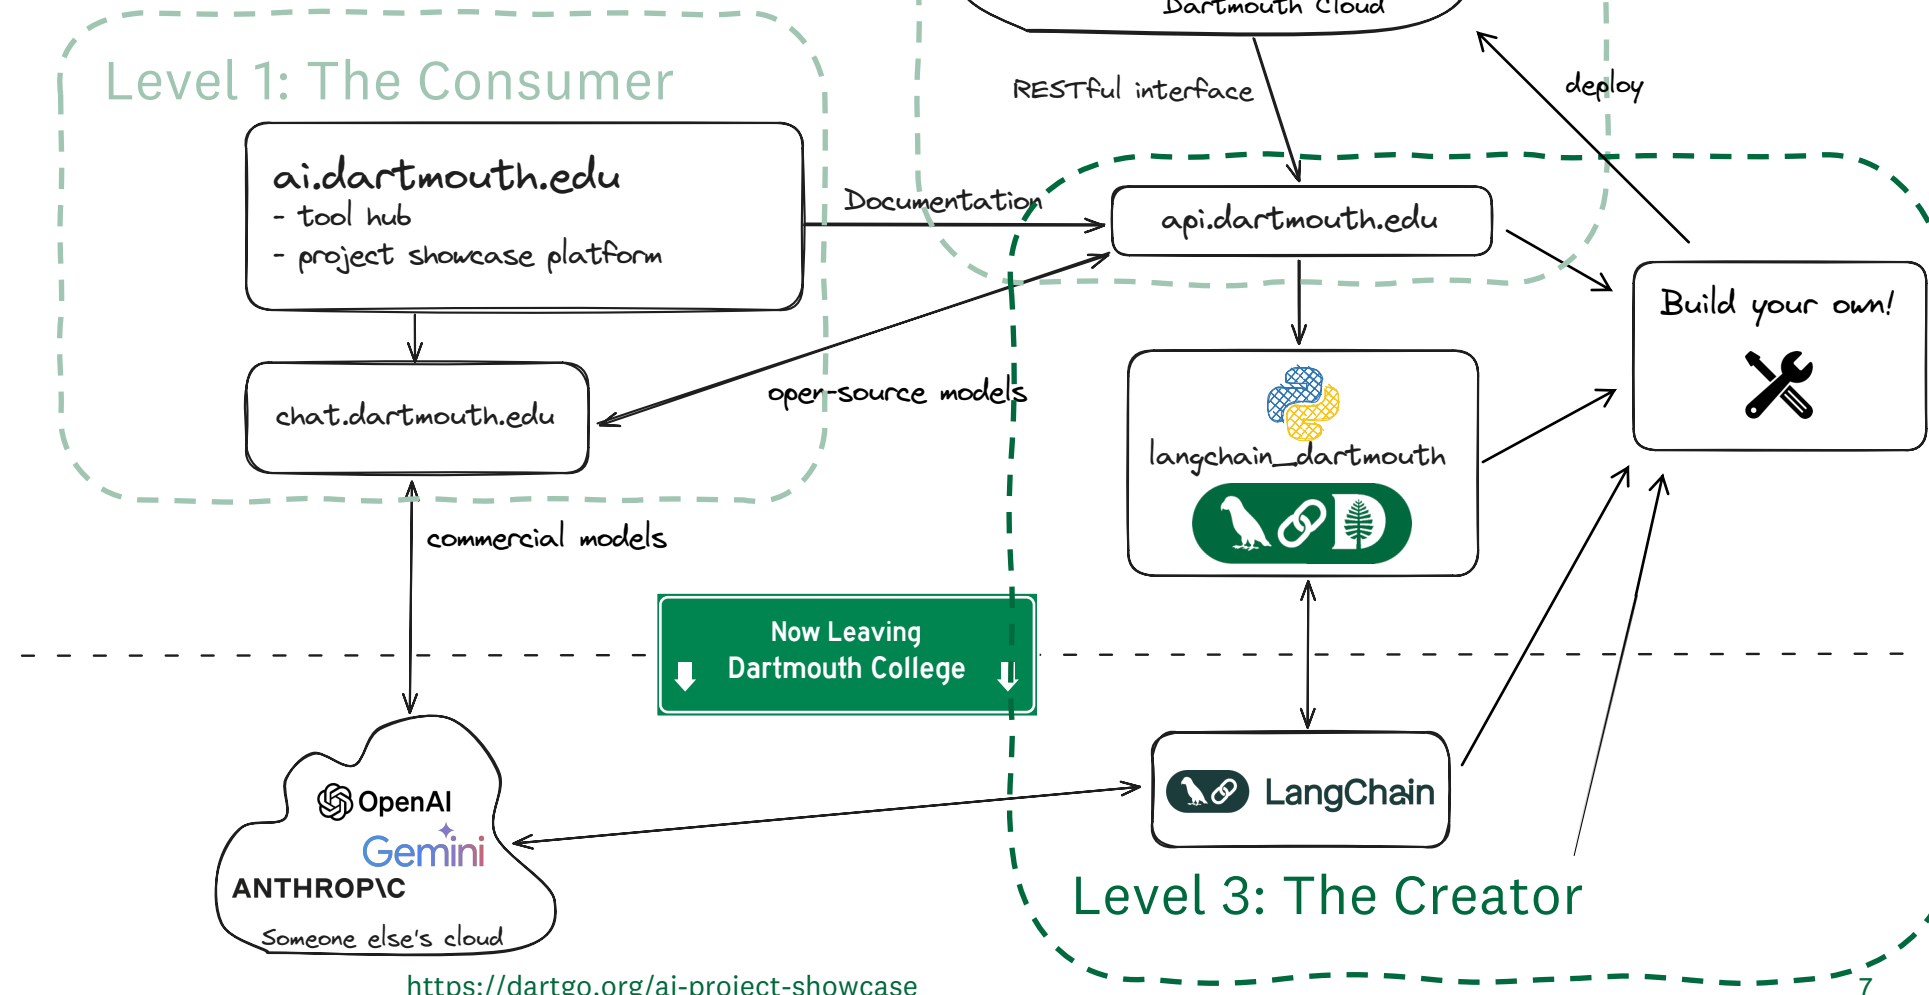 Dartmouth Cloud
Level 1: The Consumer
RESTful interface
deploy
ai.dartmouth.edu
- tool hub
- project showcase platform
Documentation
api.dartmouth.edu
Build your own!
chat.dartmouth.edu
open-source models
langchain_dartmouth
commercial models
Now Leaving
Dartmouth College
OpenAI
Gemini
ANTHROP\C
Someone else's cloud
LangChain
Level 3: The Creator
https://dartgo.org/ai-project-showcase
7